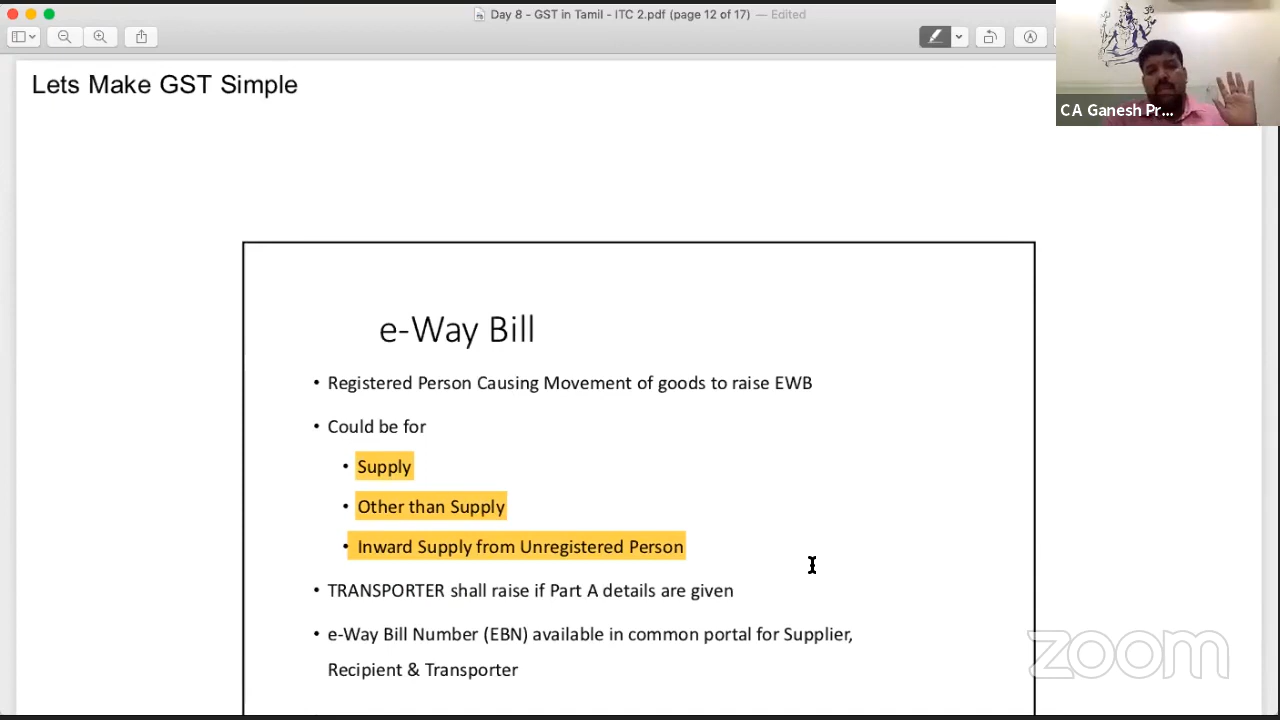 Day 8 - GST in Tamil - ITC 2.pdf (page 12 of 17) — Edited
Lets Make GST Simple
CA Ganesh Pr...
e-Way Bill
• Registered Person Causing Movement of goods to raise EWB
• Could be for
• Supply
• Other than Supply
• Inward Supply from Unregistered Person
• TRANSPORTER shall raise if Part A details are given
• e-Way Bill Number (EBN) available in common portal for Supplier,
Recipient & Transporter
zoom